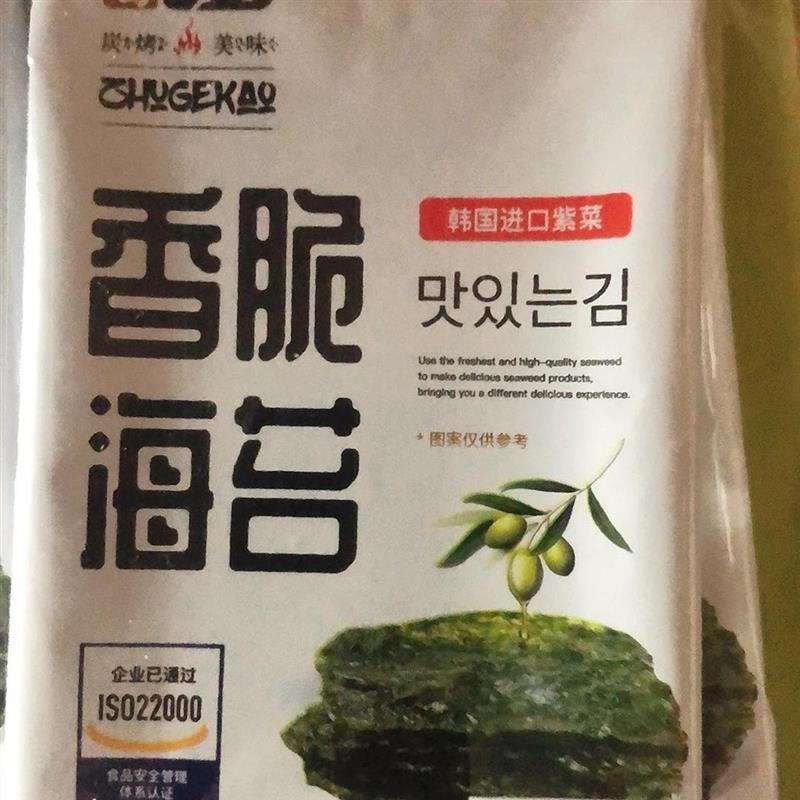 炭烤美味
ZHUGEKAO
香脆
海苔
韩国进口紫菜
맛있는김
Use the freshest and high-quality seaweed
to make delicious seaweed products,
bringing you a different delicious experience.
* 图案仅供参考
企业已通过
ISO22000
食品安全管理
体系认证